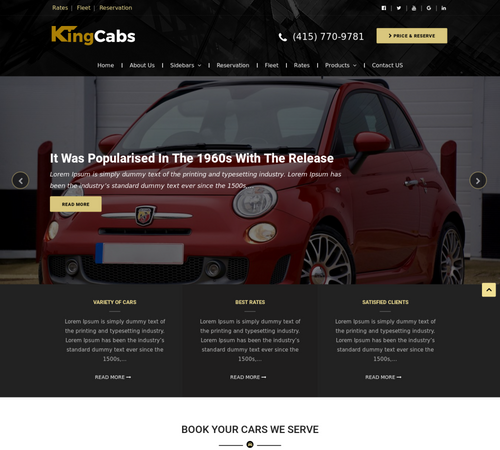 Rates | Fleet | Reservation
KingCabs
(415) 770-9781
PRICE & RESERVE
Home | About Us | Sidebars | Reservation | Fleet | Rates | Products | Contact US
It Was Popularised In The 1960s With The Release
Lorem Ipsum is simply dummy text of the printing and typesetting industry. Lorem Ipsum has
been the industry's standard dummy text ever since the 1500s,...
READ MORE
VARIETY OF CARS
Lorem Ipsum is simply dummy text of
the printing and typesetting industry.
Lorem Ipsum has been the industry's
standard dummy text ever since the
1500s,...
READ MORE
BEST RATES
Lorem Ipsum is simply dummy text of
the printing and typesetting industry.
Lorem Ipsum has been the industry's
standard dummy text ever since the
1500s,...
READ MORE
SATISFIED CLIENTS
Lorem Ipsum is simply dummy text of
the printing and typesetting industry.
Lorem Ipsum has been the industry's
standard dummy text ever since the
1500s,...
READ MORE
BOOK YOUR CARS WE SERVE